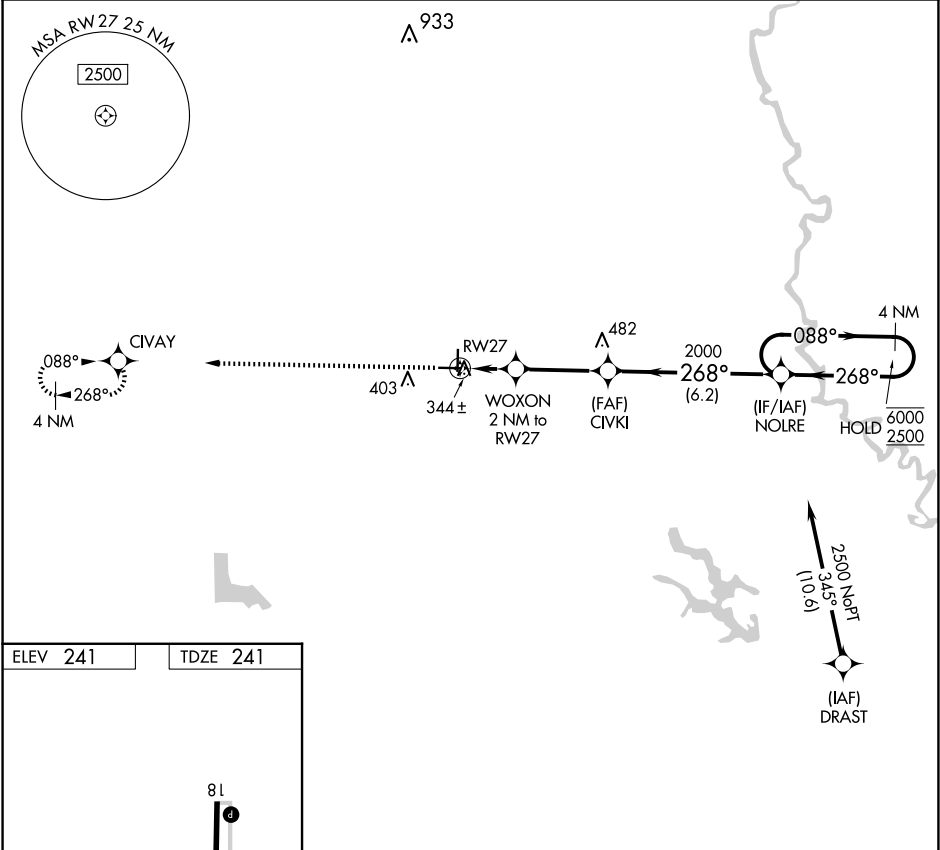 MSA RW27 25 NM
2500
933
4 NM
088°
268°
HOLD
6000
2500
CIVAY
088°
268°
4 NM
403
344±
RW27
WOXON
2 NM to
RW27
482
(FAF)
CIVKI
2000
268°
(6.2)
(IF/IAF)
NOLRE
2500 NoPT
345°
(10.6)
(IAF)
DRAST
ELEV 241
TDZE 241
18
P